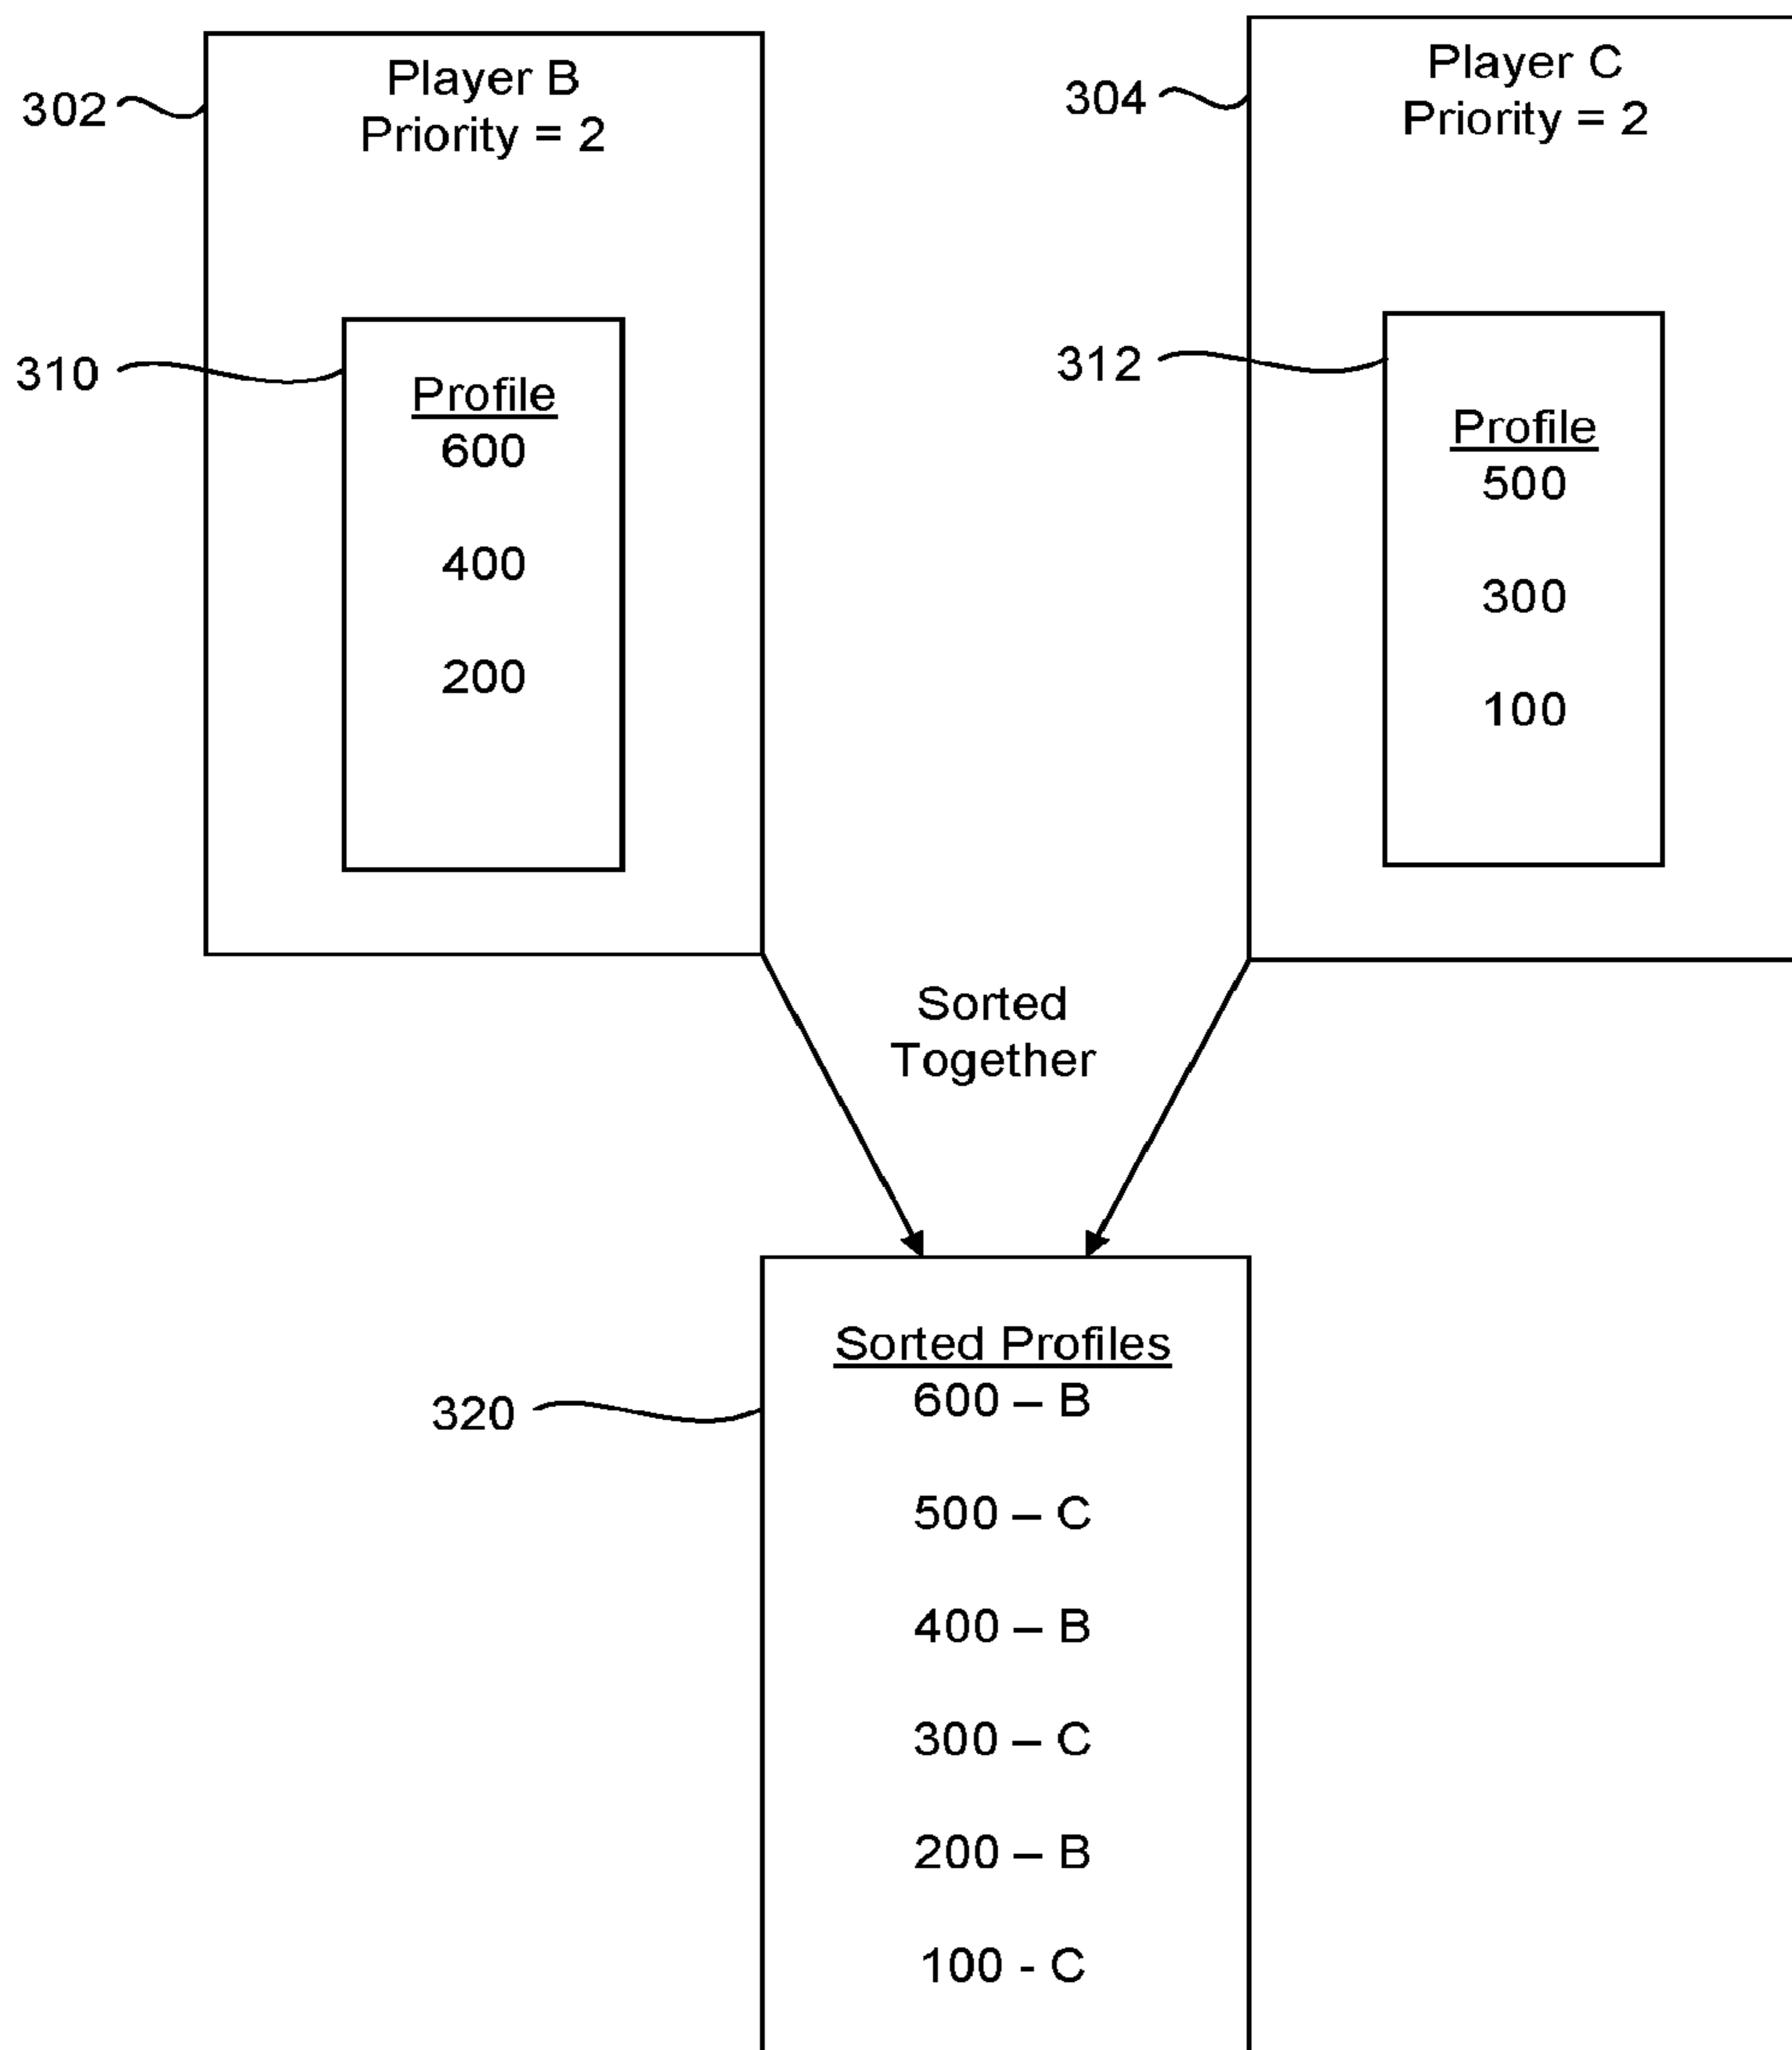 302
Player B
Priority = 2
310
Profile
600
400
200
304
Player C
Priority = 2
312
Profile
500
300
100
Sorted
Together
320
Sorted Profiles
600 – B
500 – C
400 – B
300 – C
200 – B
100 - C